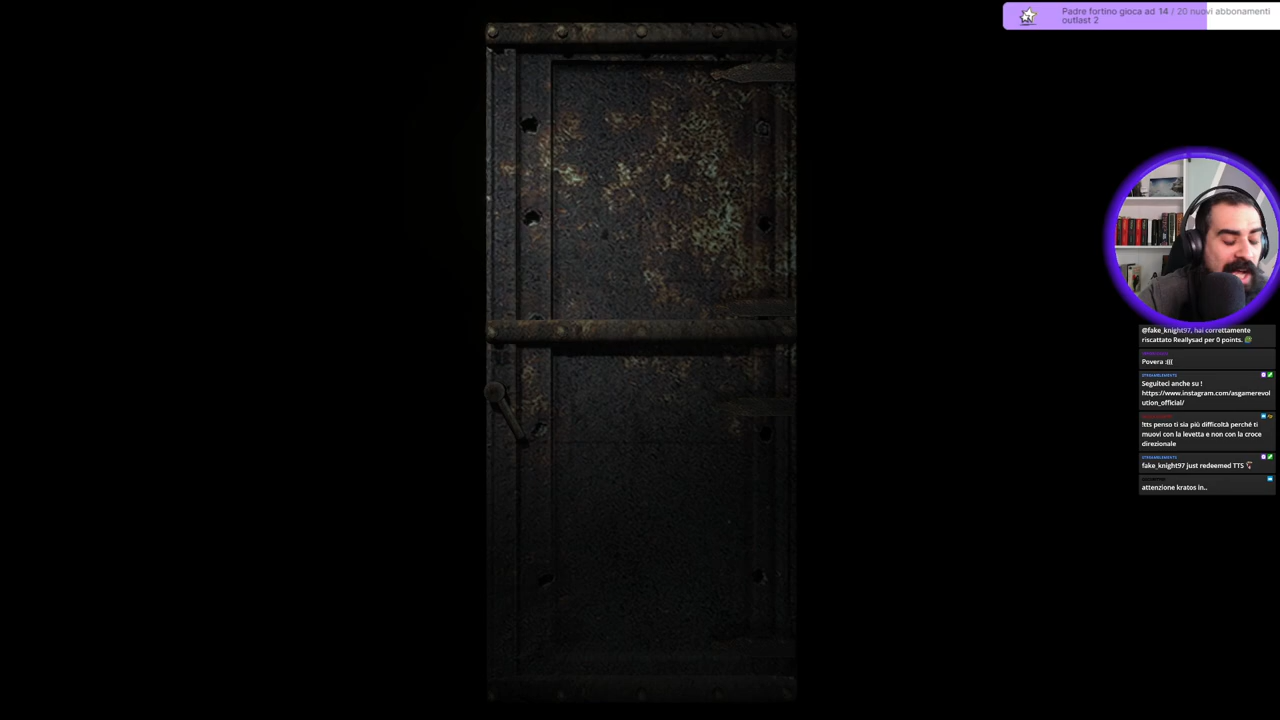 Padre fortino gioca ad 14 / 20 nuovi abbonamenti
outlast 2
@fake_knight97, hai correttamente
riscattato Reallysad per 0 points.
Povera :(((
STREAMELEMENTS
Seguiteci anche su !
https://www.instagram.com/asgamerevol
ution_official/
!tts penso ti sia più difficoltà perché ti
muovi con la levetta e non con la croce
direzionale
STREAMELEMENTS
fake_knight97 just redeemed TTS
attenzione kratos in..